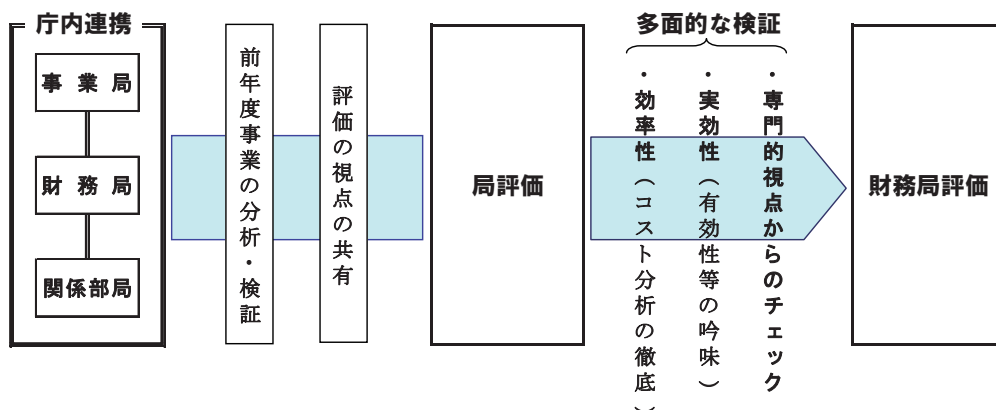 庁内連携
事業局
財務局
関係部局
前年度事業の分析・検証
評価の視点の共有
局評価
多面的な検証
・専門的視点からのチェック
・実効性(有効性等の吟味)
・効率性(コスト分析の徹底)
財務局評価